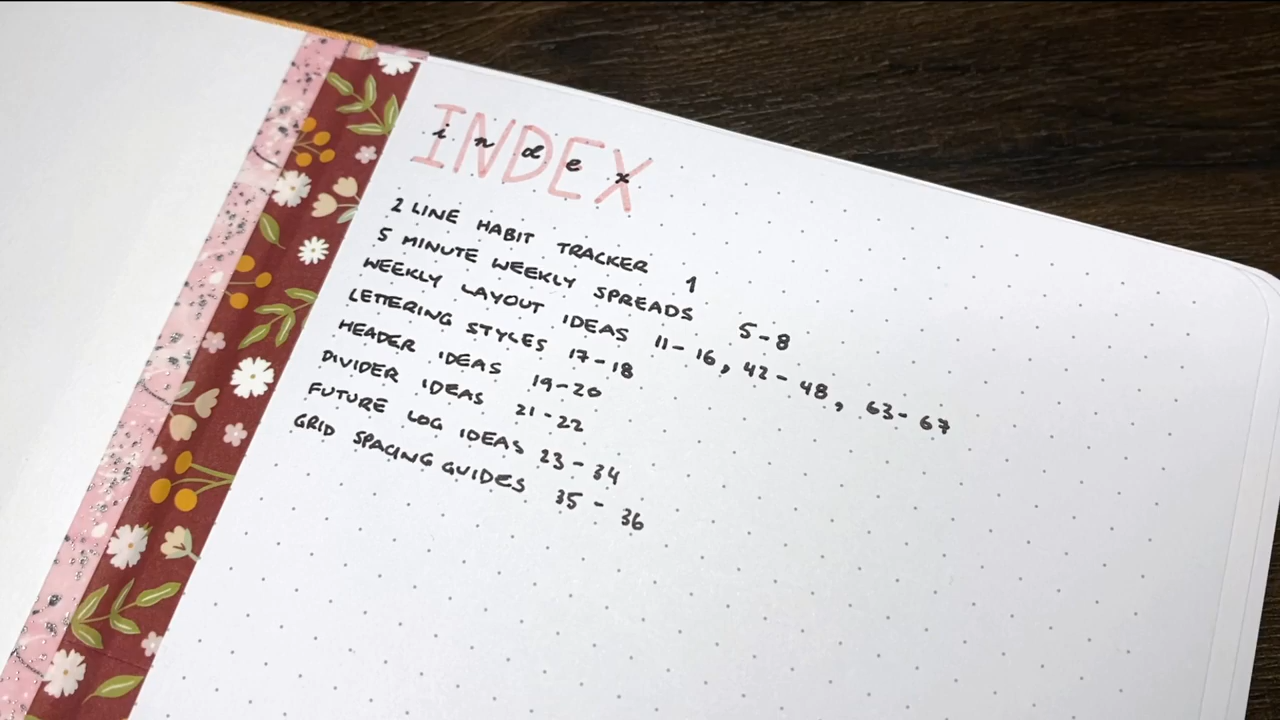 INDEX
index
2 LINE HABIT TRACKER 1
5 MINUTE WEEKLY SPREADS 5-8
WEEKLY LAYOUT IDEAS 11-16, 42-48, 63-67
LETTERING STYLES 17-18
HEADER IDEAS 19-20
DIVIDER IDEAS 21-22
FUTURE LOG IDEAS 23-34
GRID SPACING GUIDES 35-36